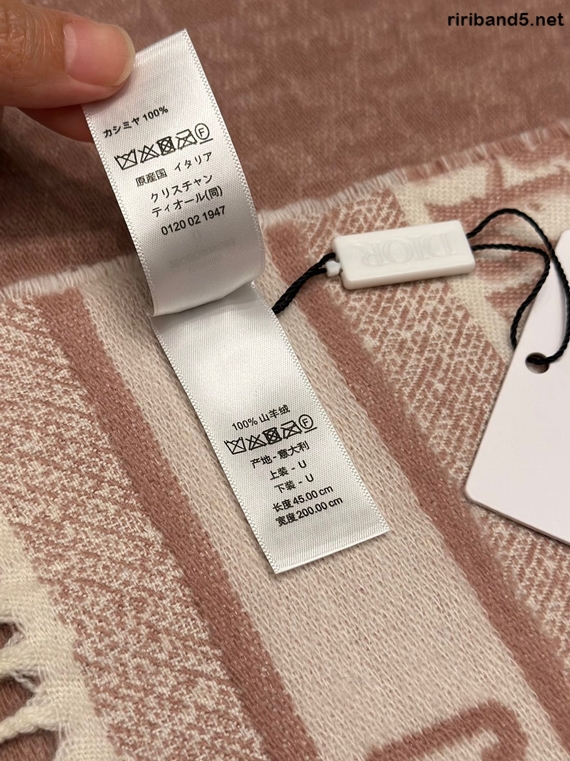 ririband5.net
カシミヤ 100%
原産国 イタリア
クリスチャン
ディオール(同)
0120 02 1947
DIOR
100% 山羊绒
产地 - 意大利
上装 - U
下装 - U
长度 45.00 cm
宽度 200.00 cm